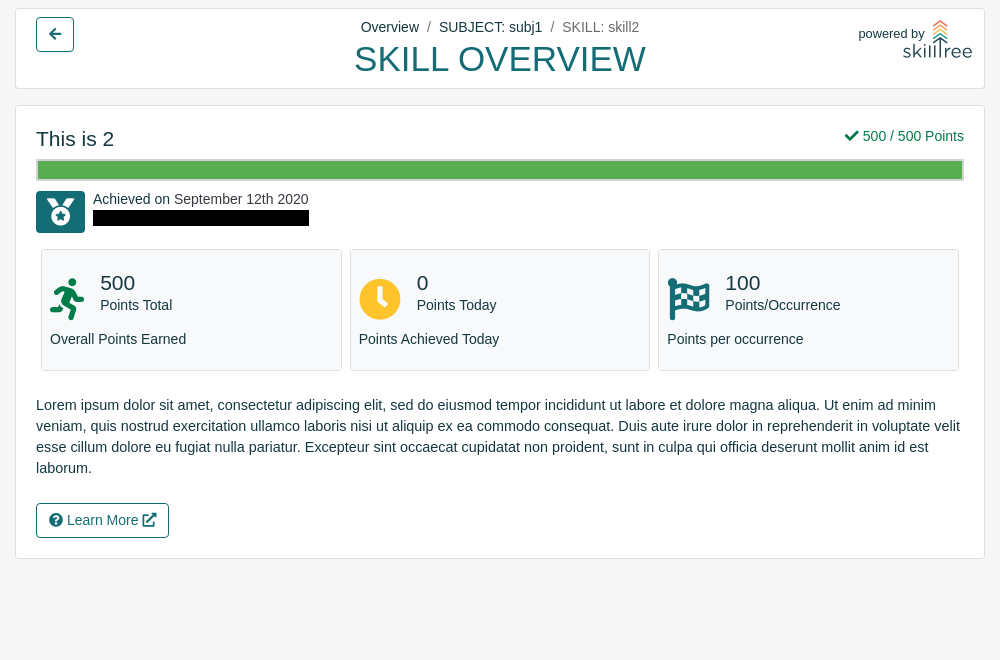 Overview / SUBJECT: subj1 / SKILL: skill2
SKILL OVERVIEW
powered by
skilltree
This is 2
500 / 500 Points
Achieved on September 12th 2020
500
Points Total
Overall Points Earned
0
Points Today
Points Achieved Today
100
Points/Occurrence
Points per occurrence
Lorem ipsum dolor sit amet, consectetur adipiscing elit, sed do eiusmod tempor incididunt ut labore et dolore magna aliqua. Ut enim ad minim
veniam, quis nostrud exercitation ullamco laboris nisi ut aliquip ex ea commodo consequat. Duis aute irure dolor in reprehenderit in voluptate velit
esse cillum dolore eu fugiat nulla pariatur. Excepteur sint occaecat cupidatat non proident, sunt in culpa qui officia deserunt mollit anim id est
laborum.
Learn More